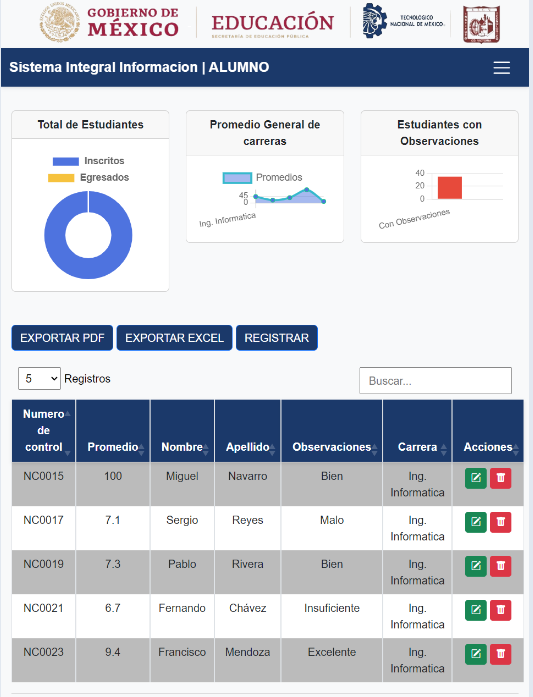 GOBIERNO DE
MÉXICO
EDUCACIÓN
SECRETARÍA DE EDUCACIÓN PÚBLICA
TECNOLÓGICO
NACIONAL DE MÉXICO
Sistema Integral Informacion | ALUMNO
Total de Estudiantes
Inscritos
Egresados
Promedio General de
carreras
Promedios
45
0
Ing. Informatica
Estudiantes con
Observaciones
40
20
0
Con Observaciones
EXPORTAR PDF EXPORTAR EXCEL REGISTRAR
5 Registros Buscar...
Numero
de
control Promedio Nombre Apellido Observaciones Carrera Acciones
NC0015 100 Miguel Navarro Bien Ing.
Informatica
NC0017 7.1 Sergio Reyes Malo Ing.
Informatica
NC0019 7.3 Pablo Rivera Bien Ing.
Informatica
NC0021 6.7 Fernando Chávez Insuficiente Ing.
Informatica
NC0023 9.4 Francisco Mendoza Excelente Ing.
Informatica